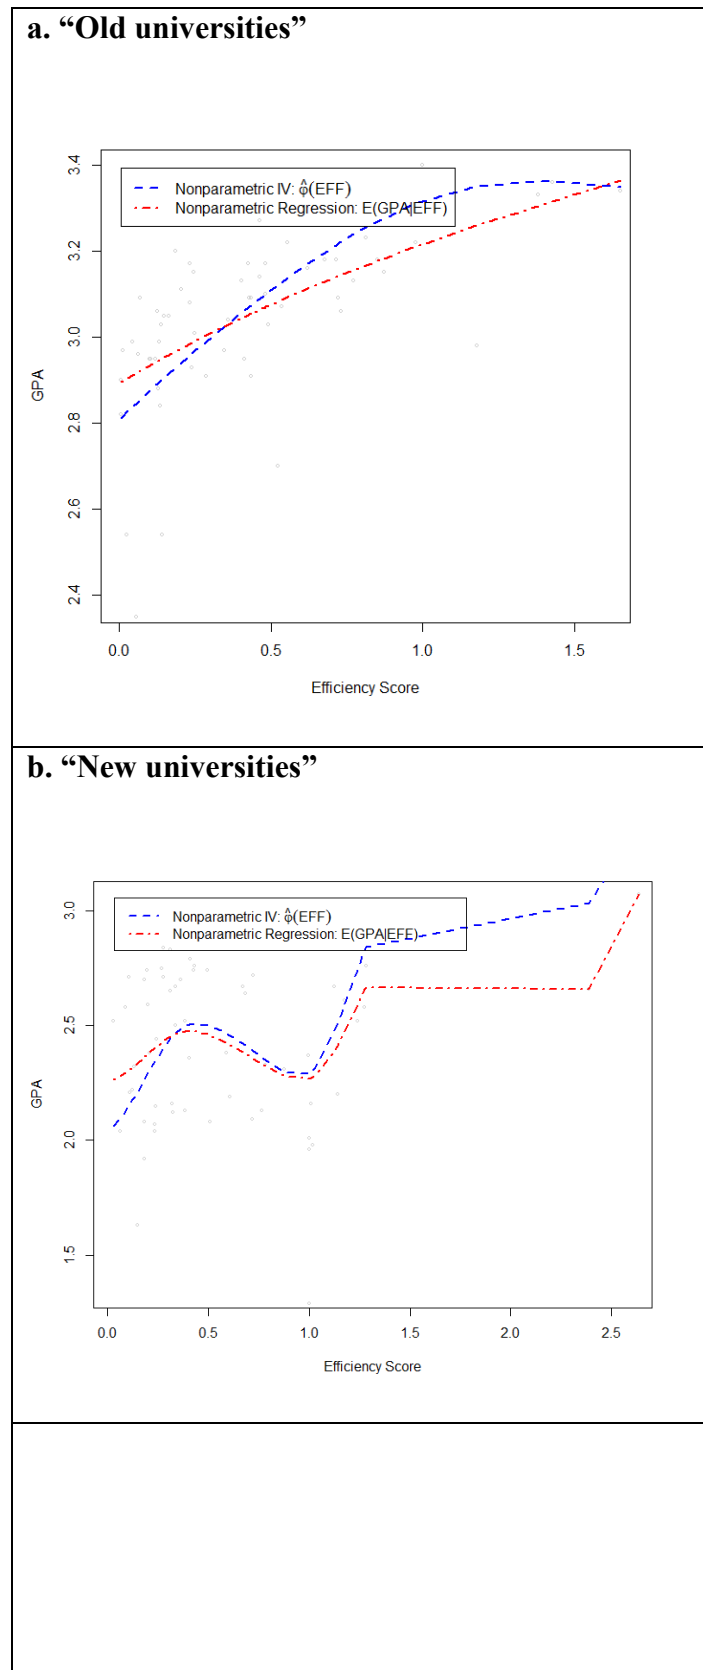 a. “Old universities”
Nonparametric IV: φ̂(EFF)
Nonparametric Regression: E(GPA|EFF)
3.4
3.2
3.0
2.8
2.6
2.4
GPA
0.0 0.5 1.0 1.5
Efficiency Score
b. “New universities”
Nonparametric IV: φ̂(EFF)
Nonparametric Regression: E(GPA|EFF)
3.0
2.5
2.0
1.5
GPA
0.0 0.5 1.0 1.5 2.0 2.5
Efficiency Score